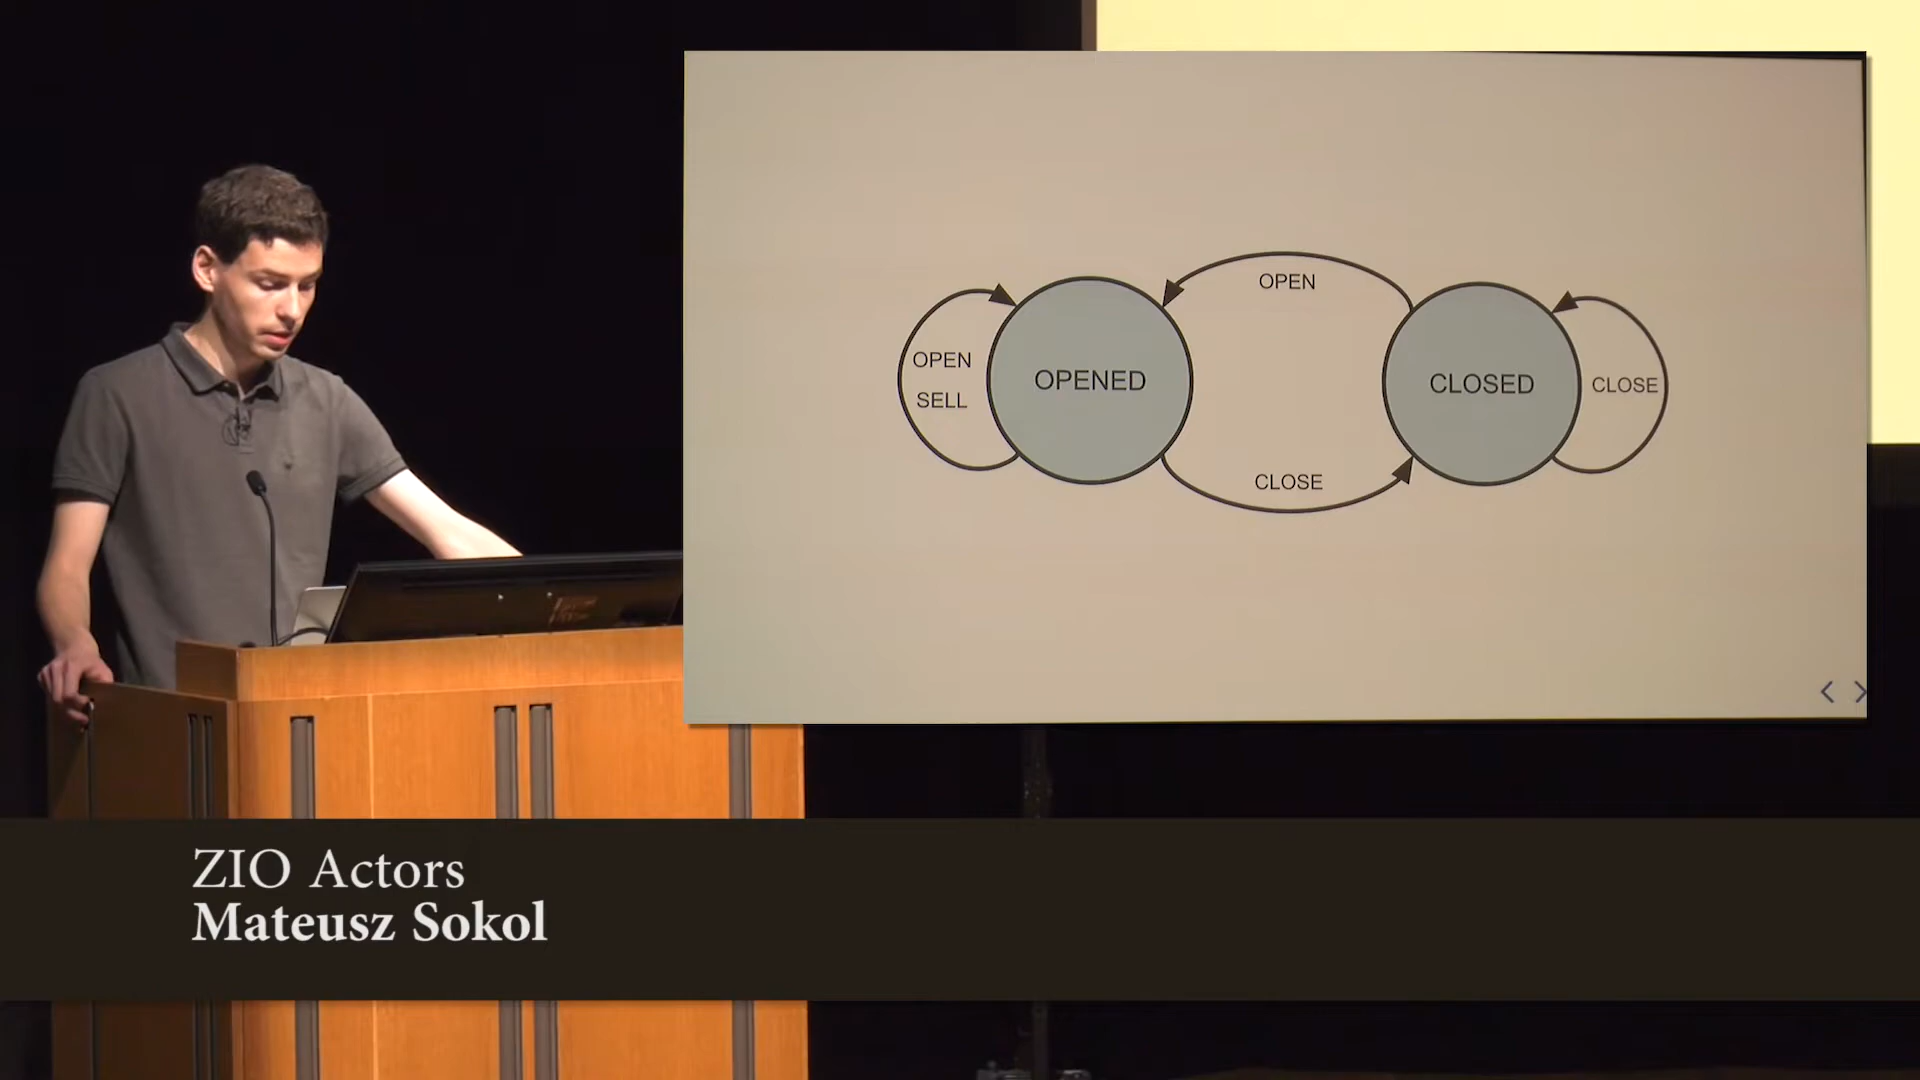 OPEN
OPEN
SELL
OPENED
CLOSED
CLOSE
CLOSE
ZIO Actors
Mateusz Sokol